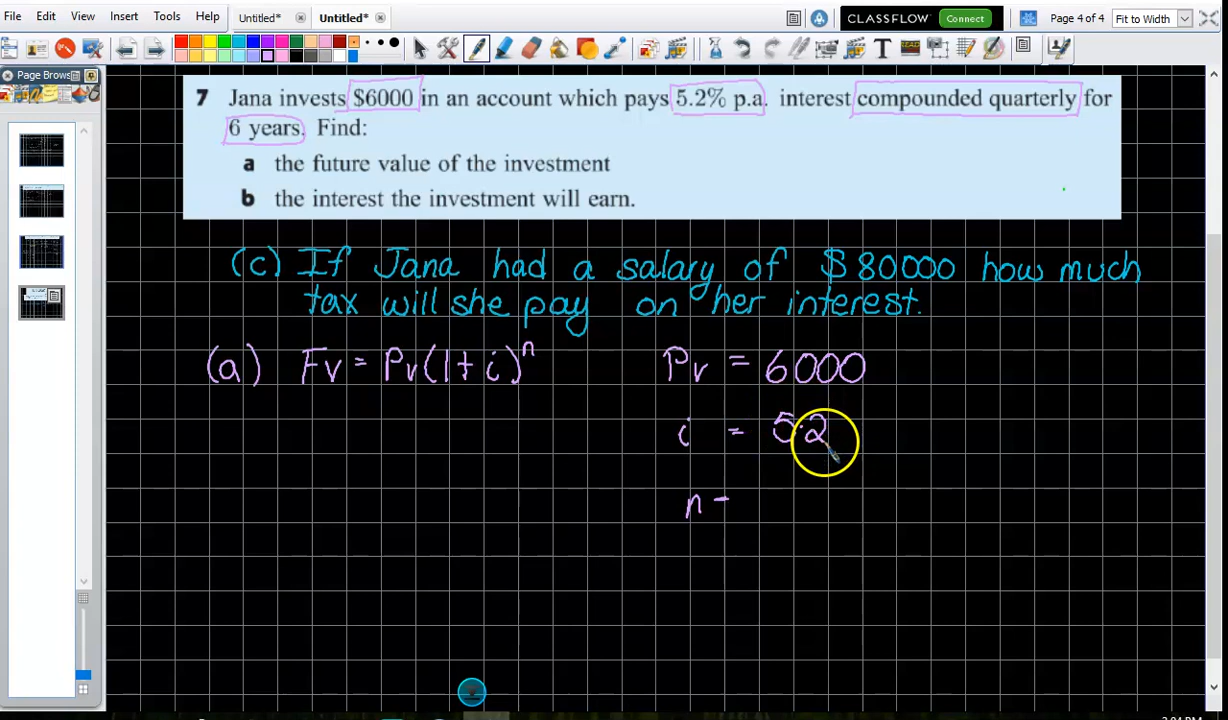 File Edit View Insert Tools Help Untitled* Untitled* CLASSFLOW Connect Page 4 of 4 Fit to Width
Page Brows
7 Jana invests $6000 in an account which pays 5.2% p.a. interest compounded quarterly for
6 years. Find:
a the future value of the investment
b the interest the investment will earn.
(c) If Jana had a salary of $80000 how much
tax will she pay on her interest.
(a) Fv = Pv(1+i)^n Pv = 6000
i = 5.2
n =